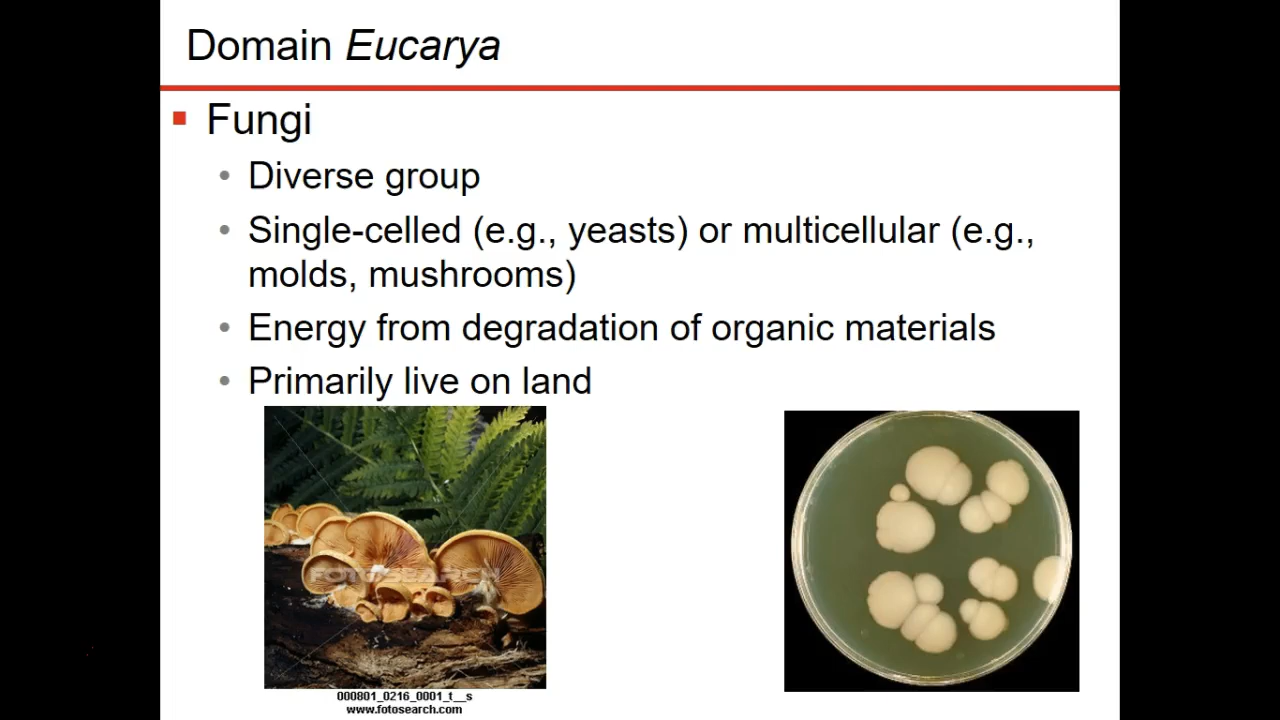 Domain Eucarya
Fungi
Diverse group
Single-celled (e.g., yeasts) or multicellular (e.g.,
molds, mushrooms)
Energy from degradation of organic materials
Primarily live on land
FOTOSEARCH
000801_0216_0001_t__s
www.fotosearch.com